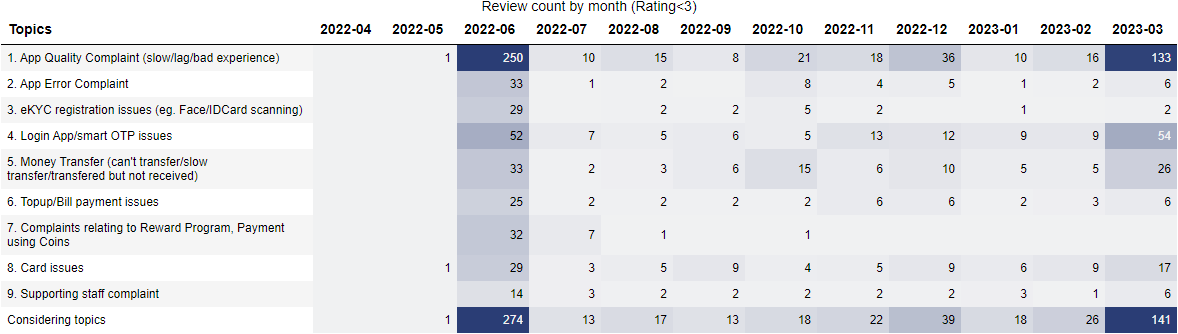 Review count by month (Rating<3)
Topics 2022-04 2022-05 2022-06 2022-07 2022-08 2022-09 2022-10 2022-11 2022-12 2023-01 2023-02 2023-03
1. App Quality Complaint (slow/lag/bad experience) 1 250 10 15 8 21 18 36 10 16 133
2. App Error Complaint 33 1 2 8 4 5 1 2 6
3. eKYC registration issues (eg. Face/IDCard scanning) 29 2 2 5 2 1 2
4. Login App/smart OTP issues 52 7 5 6 5 13 12 9 9 54
5. Money Transfer (can't transfer/slow
transfer/transfered but not received) 33 2 3 6 15 6 10 5 5 26
6. Topup/Bill payment issues 25 2 2 2 2 6 6 2 3 6
7. Complaints relating to Reward Program, Payment
using Coins 32 7 1 1
8. Card issues 1 29 3 5 9 4 5 9 6 9 17
9. Supporting staff complaint 14 3 2 2 2 2 2 3 1 6
Considering topics 1 274 13 17 13 18 22 39 18 26 141